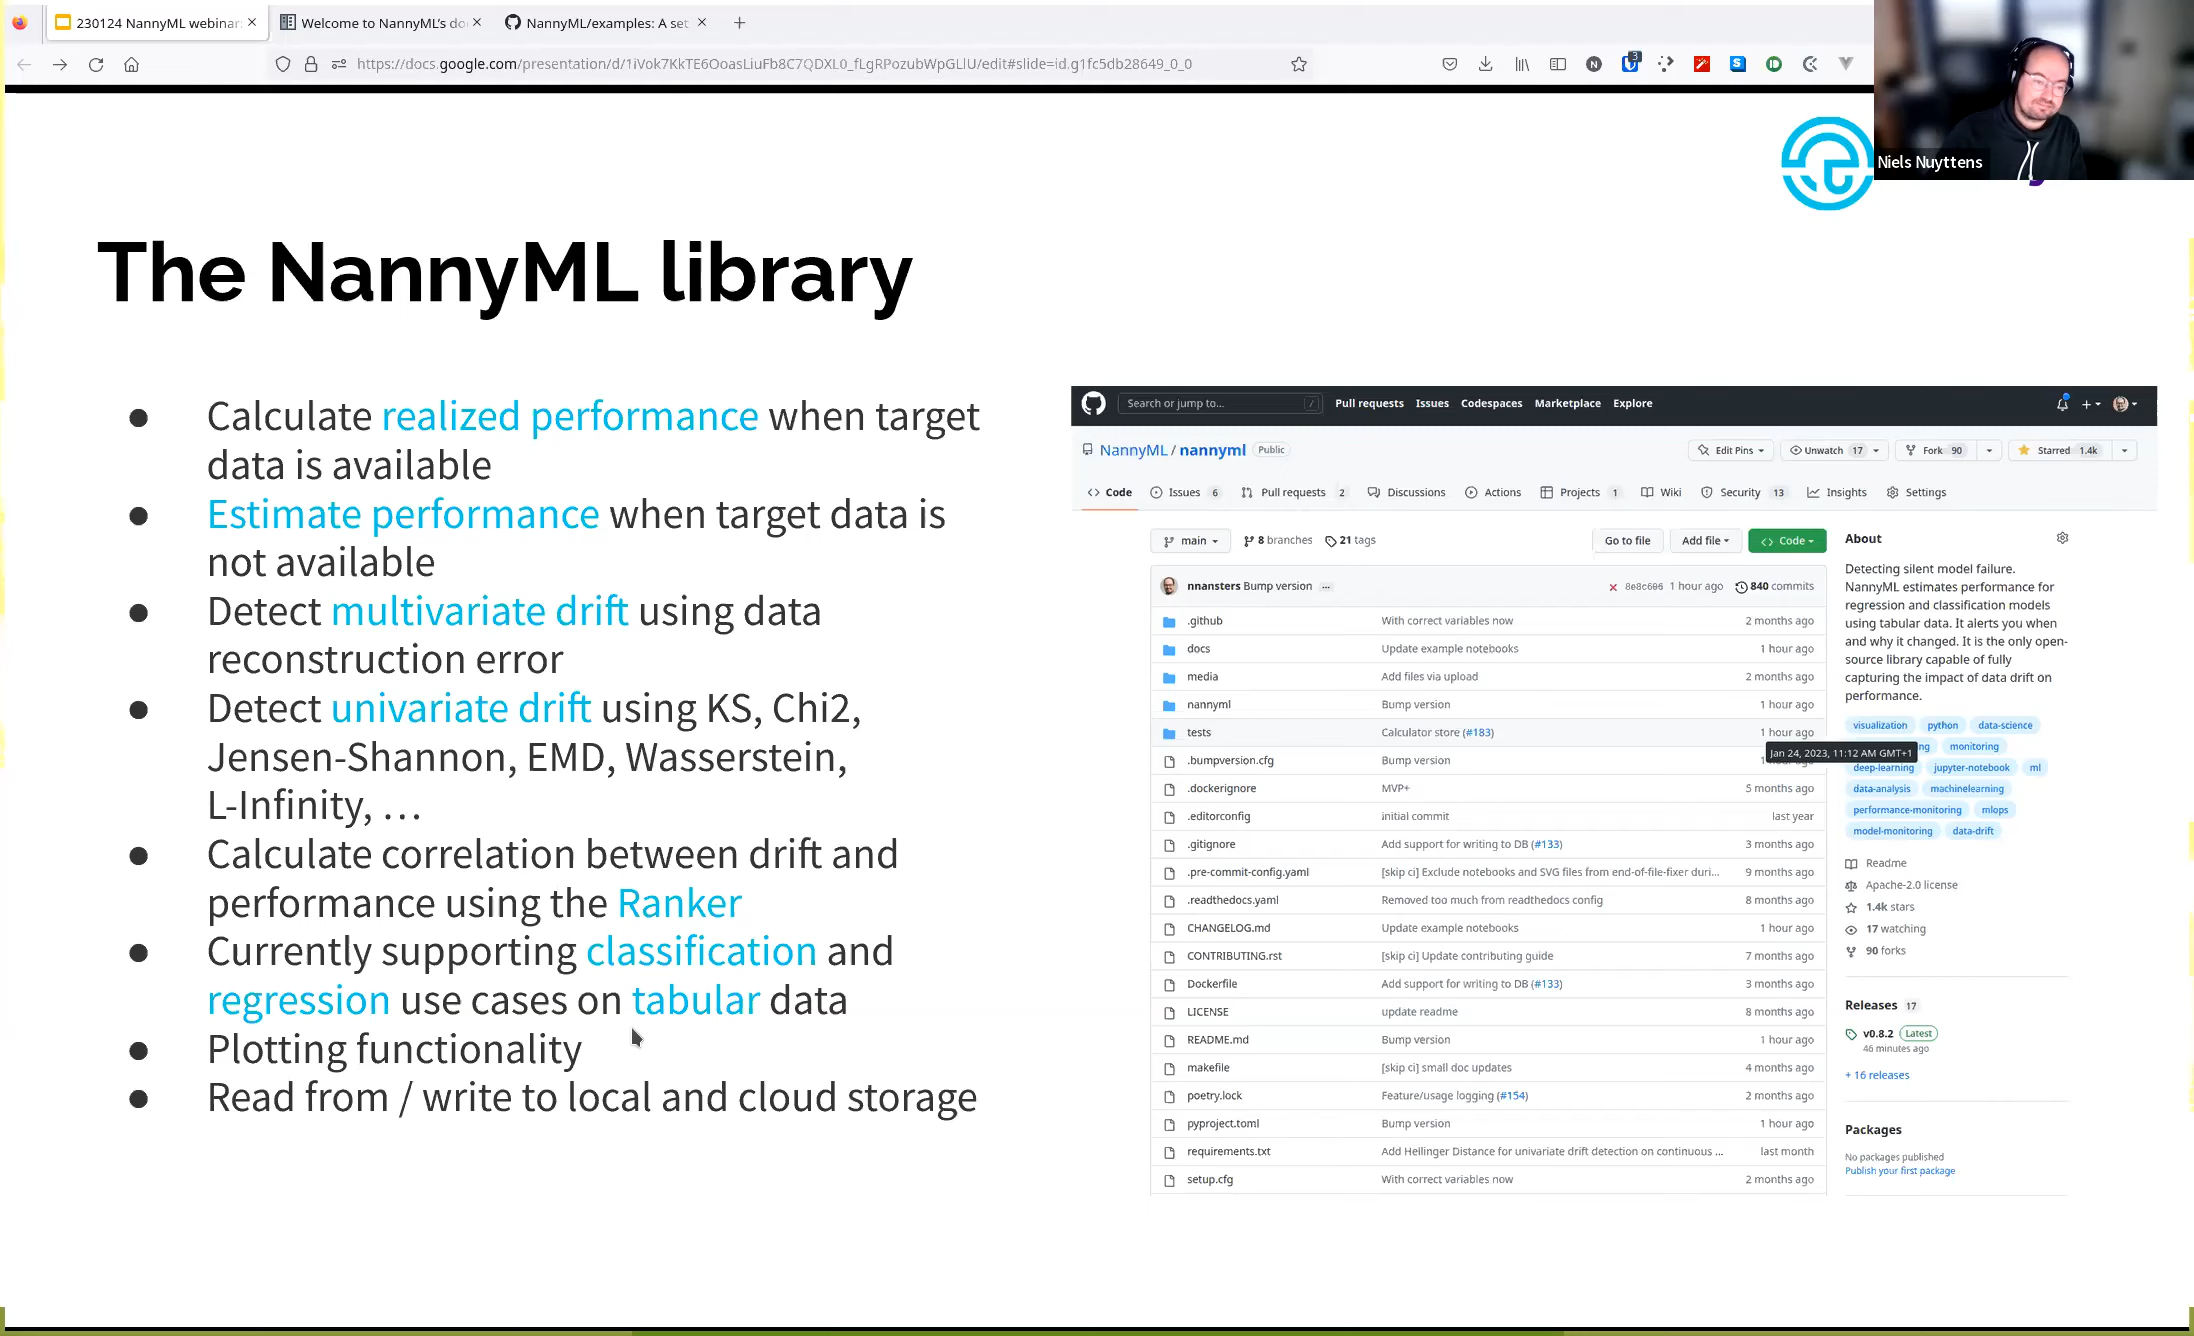 230124 NannyML webinar
Welcome to NannyML's do
NannyML/examples: A set
https://docs.google.com/presentation/d/1iVok7KkTE6OoasLiuFb8C7QDXL0_fLgRPozubWpGLlU/edit#slide=id.g1fc5db28649_0_0
3
Niels Nuyttens
The NannyML library
● Calculate realized performance when target
data is available
● Estimate performance when target data is
not available
● Detect multivariate drift using data
reconstruction error
● Detect univariate drift using KS, Chi2,
Jensen-Shannon, EMD, Wasserstein,
L-Infinity, …
● Calculate correlation between drift and
performance using the Ranker
● Currently supporting classification and
regression use cases on tabular data
● Plotting functionality
● Read from / write to local and cloud storage
Search or jump to... / Pull requests Issues Codespaces Marketplace Explore
NannyML / nannyml Public Edit Pins Unwatch 17 Fork 90 Starred 1.4k
Code Issues 6 Pull requests 2 Discussions Actions Projects 1 Wiki Security 13 Insights Settings
main 8 branches 21 tags Go to file Add file Code
nnansters Bump version ... 8e8c606 1 hour ago 840 commits
.github With correct variables now 2 months ago
docs Update example notebooks 1 hour ago
media Add files via upload 2 months ago
nannyml Bump version 1 hour ago
tests Calculator store (#183) 1 hour ago
Jan 24, 2023, 11:12 AM GMT+1
.bumpversion.cfg Bump version 1 hour ago
.dockerignore MVP+ 5 months ago
.editorconfig initial commit last year
.gitignore Add support for writing to DB (#133) 3 months ago
.pre-commit-config.yaml [skip ci] Exclude notebooks and SVG files from end-of-file-fixer duri... 9 months ago
.readthedocs.yaml Removed too much from readthedocs config 8 months ago
CHANGELOG.md Update example notebooks 1 hour ago
CONTRIBUTING.rst [skip ci] Update contributing guide 7 months ago
Dockerfile Add support for writing to DB (#133) 3 months ago
LICENSE update readme 8 months ago
README.md Bump version 1 hour ago
makefile [skip ci] small doc updates 4 months ago
poetry.lock Feature/usage logging (#154) 2 months ago
pyproject.toml Bump version 1 hour ago
requirements.txt Add Hellinger Distance for univariate drift detection on continuous ... last month
setup.cfg With correct variables now 2 months ago
About
Detecting silent model failure.
NannyML estimates performance for
regression and classification models
using tabular data. It alerts you when
and why it changed. It is the only open-
source library capable of fully
capturing the impact of data drift on
performance.
visualization python data-science
ng monitoring
deep-learning jupyter-notebook ml
data-analysis machinelearning
performance-monitoring mlops
model-monitoring data-drift
Readme
Apache-2.0 license
1.4k stars
17 watching
90 forks
Releases 17
v0.8.2 Latest
46 minutes ago
+ 16 releases
Packages
No packages published
Publish your first package